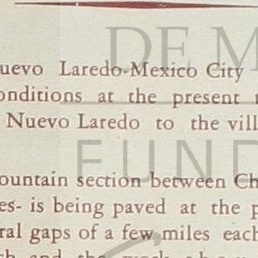 DE M
uevo Laredo-Mexico City
onditions at the present
Nuevo Laredo to the vill
FUND
ountain section between Ch
es- is being paved at the p
ral gaps of a few miles each